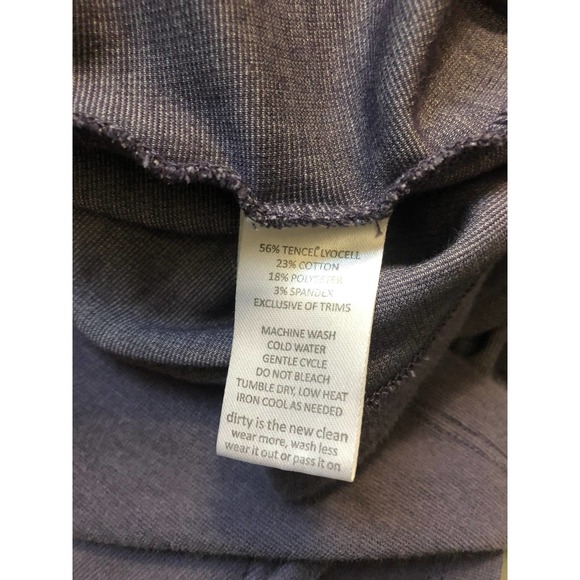 56% TENCEL LYOCELL
23% COTTON
18% POLYESTER
3% SPANDEX
EXCLUSIVE OF TRIMS
MACHINE WASH
COLD WATER
GENTLE CYCLE
DO NOT BLEACH
TUMBLE DRY, LOW HEAT
IRON COOL AS NEEDED
dirty is the new clean
wear more, wash less
wear it out or pass it on